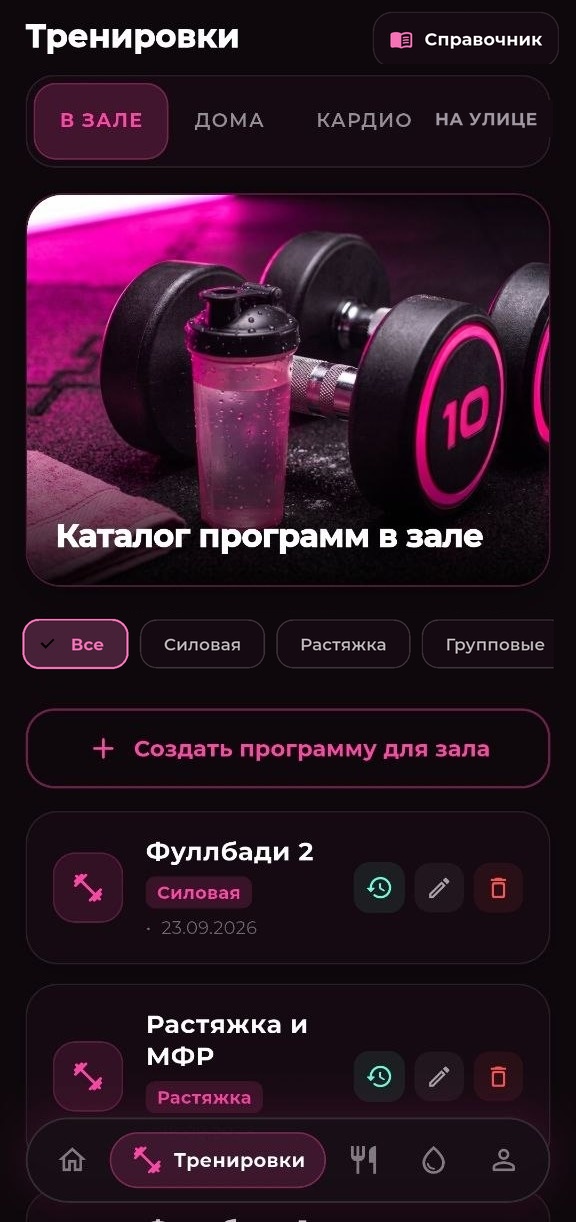 Тренировки
Справочник
В ЗАЛЕ
ДОМА
КАРДИО
НА УЛИЦЕ
10
Каталог программ в зале
Все
Силовая
Растяжка
Групповые
+ Создать программу для зала
Фуллбади 2
Силовая
· 23.09.2026
Растяжка и
МФР
Растяжка
Тренировки